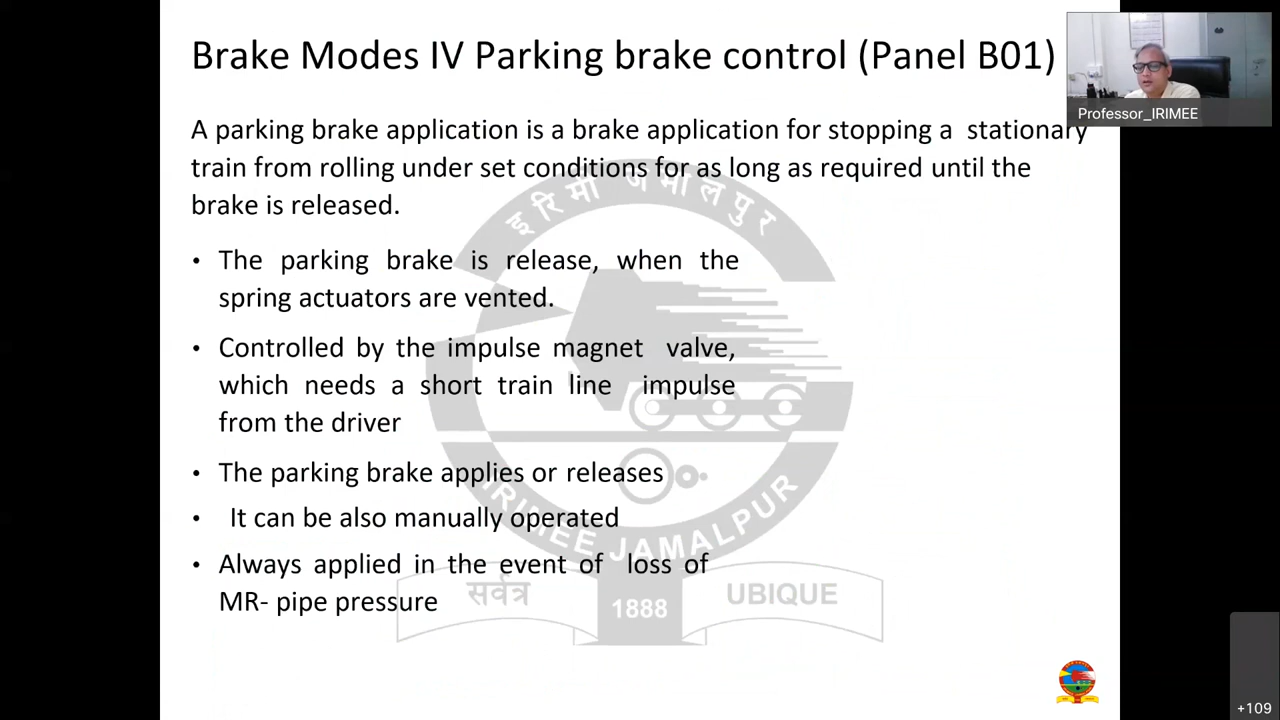 Brake Modes IV Parking brake control (Panel B01)
Professor_IRIMEE
A parking brake application is a brake application for stopping a stationary
train from rolling under set conditions for as long as required until the
brake is released.
• The parking brake is release, when the
spring actuators are vented.
• Controlled by the impulse magnet valve,
which needs a short train line impulse
from the driver
• The parking brake applies or releases
• It can be also manually operated
• Always applied in the event of loss of
MR- pipe pressure
इरिमी जमालपुर
IRIMEE JAMALPUR
सर्वत्र
1888
UBIQUE
+109